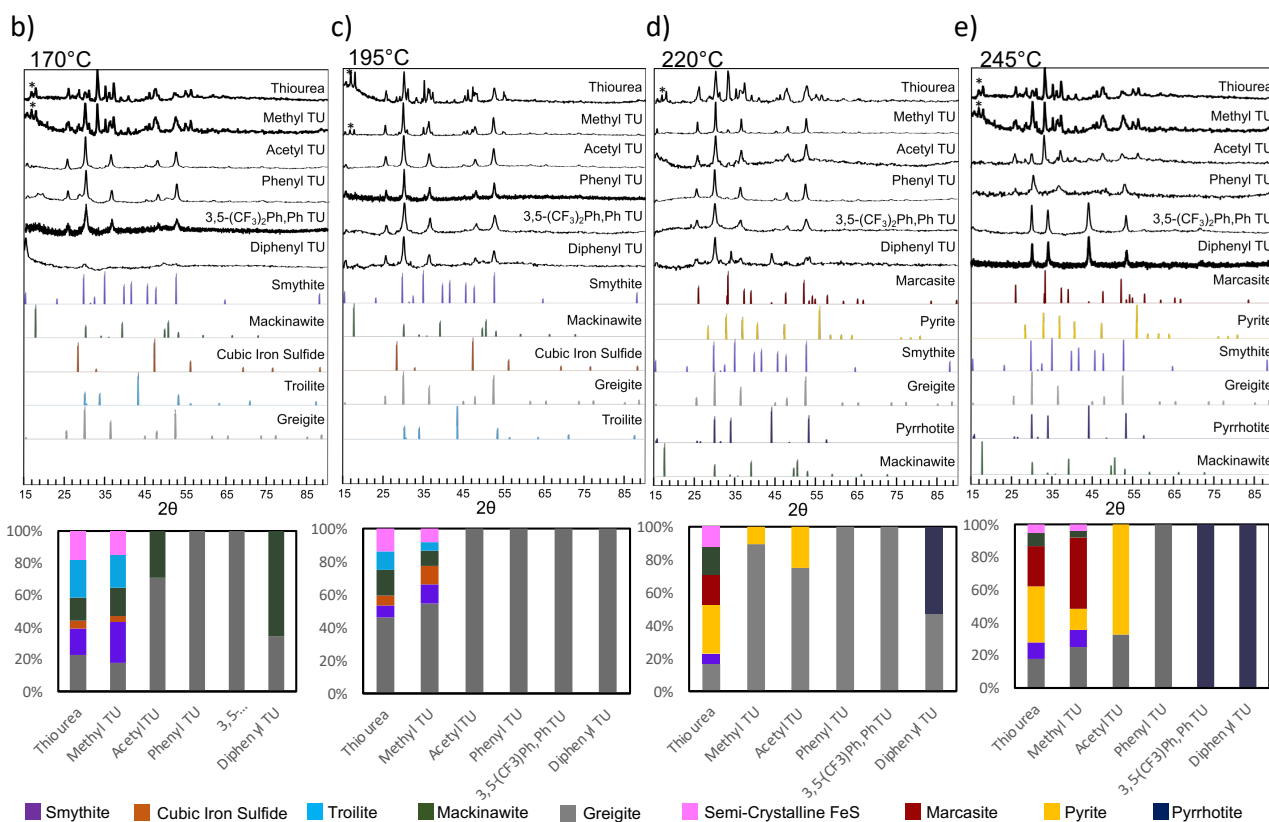 b)
170°C
*
Thiourea
*
Methyl TU
Acetyl TU
Phenyl TU
3,5-(CF₃)₂Ph,Ph TU
Diphenyl TU
Smythite
Mackinawite
Cubic Iron Sulfide
Troilite
Greigite
15 25 35 45 55 65 75 85
2θ
c)
195°C
*
Thiourea
*
Methyl TU
Acetyl TU
Phenyl TU
3,5-(CF₃)₂Ph,Ph TU
Diphenyl TU
Smythite
Mackinawite
Cubic Iron Sulfide
Greigite
Troilite
15 25 35 45 55 65 75 85
2θ
d)
220°C
*
Thiourea
Methyl TU
Acetyl TU
Phenyl TU
3,5-(CF₃)₂Ph,Ph TU
Diphenyl TU
Marcasite
Pyrite
Smythite
Greigite
Pyrrhotite
Mackinawite
15 25 35 45 55 65 75 85
2θ
e)
245°C
*
Thiourea
*
Methyl TU
Acetyl TU
Phenyl TU
3,5-(CF₃)₂Ph,Ph TU
Diphenyl TU
Marcasite
Pyrite
Smythite
Greigite
Pyrrhotite
Mackinawite
15 25 35 45 55 65 75 85
2θ
100%
80%
60%
40%
20%
0%
Thiourea
Methyl TU
Acetyl TU
Phenyl TU
3,5-...
Diphenyl TU
100%
80%
60%
40%
20%
0%
Thiourea
Methyl TU
Acetyl TU
Phenyl TU
3,5-(CF3)Ph,Ph TU
Diphenyl TU
100%
80%
60%
40%
20%
0%
Thiourea
Methyl TU
Acetyl TU
Phenyl TU
3,5-(CF3)Ph,Ph TU
Diphenyl TU
100%
80%
60%
40%
20%
0%
Thiourea
Methyl TU
Acetyl TU
Phenyl TU
3,5-(CF3)Ph,Ph TU
Diphenyl TU
Smythite
Cubic Iron Sulfide
Troilite
Mackinawite
Greigite
Semi-Crystalline FeS
Marcasite
Pyrite
Pyrrhotite